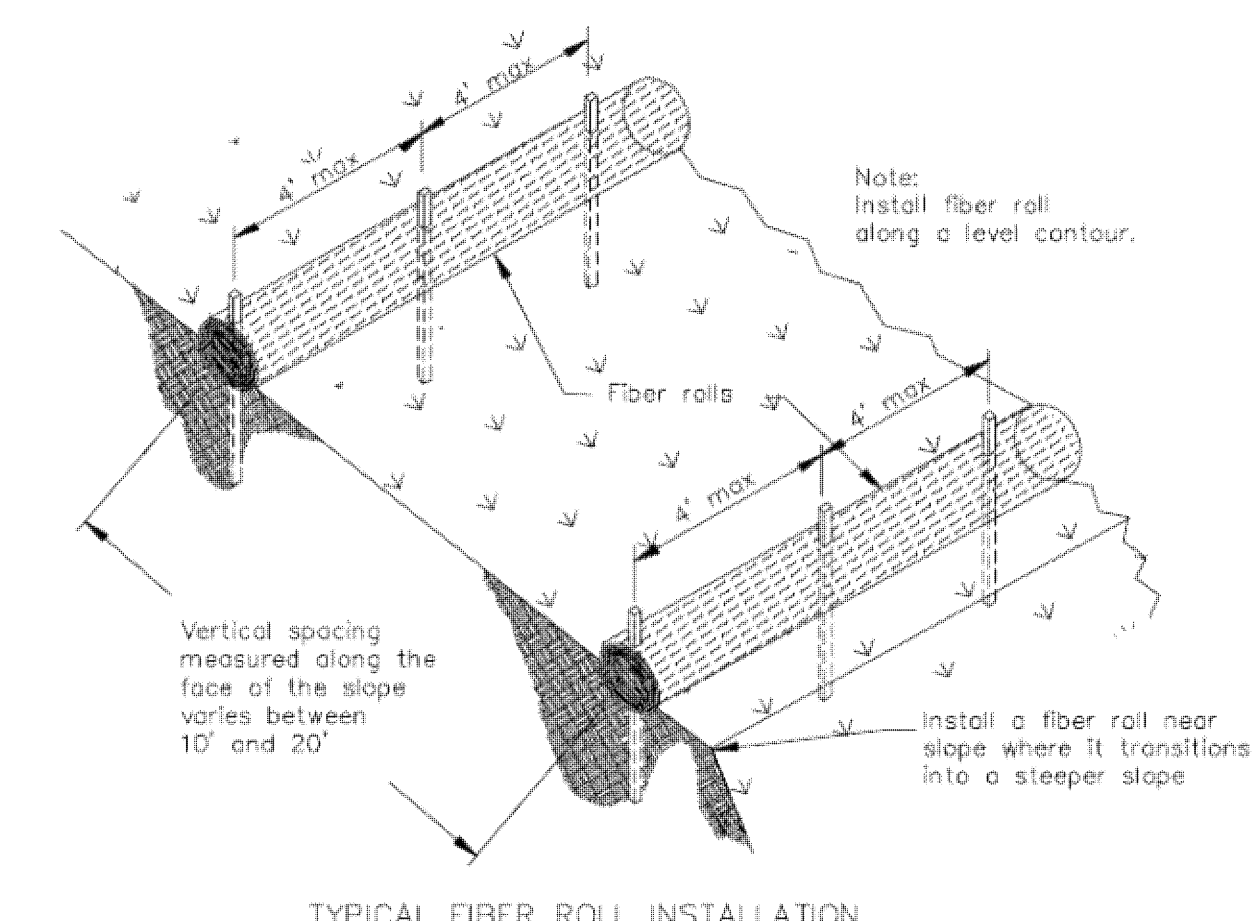 4' max
4' max
Note:
Install fiber roll
along a level contour.
Fiber rolls
4' max
4' max
Vertical spacing
measured along the
face of the slope
varies between
10' and 20'
Install a fiber roll near
slope where it transitions
into a steeper slope
TYPICAL FIBER ROLL INSTALLATION